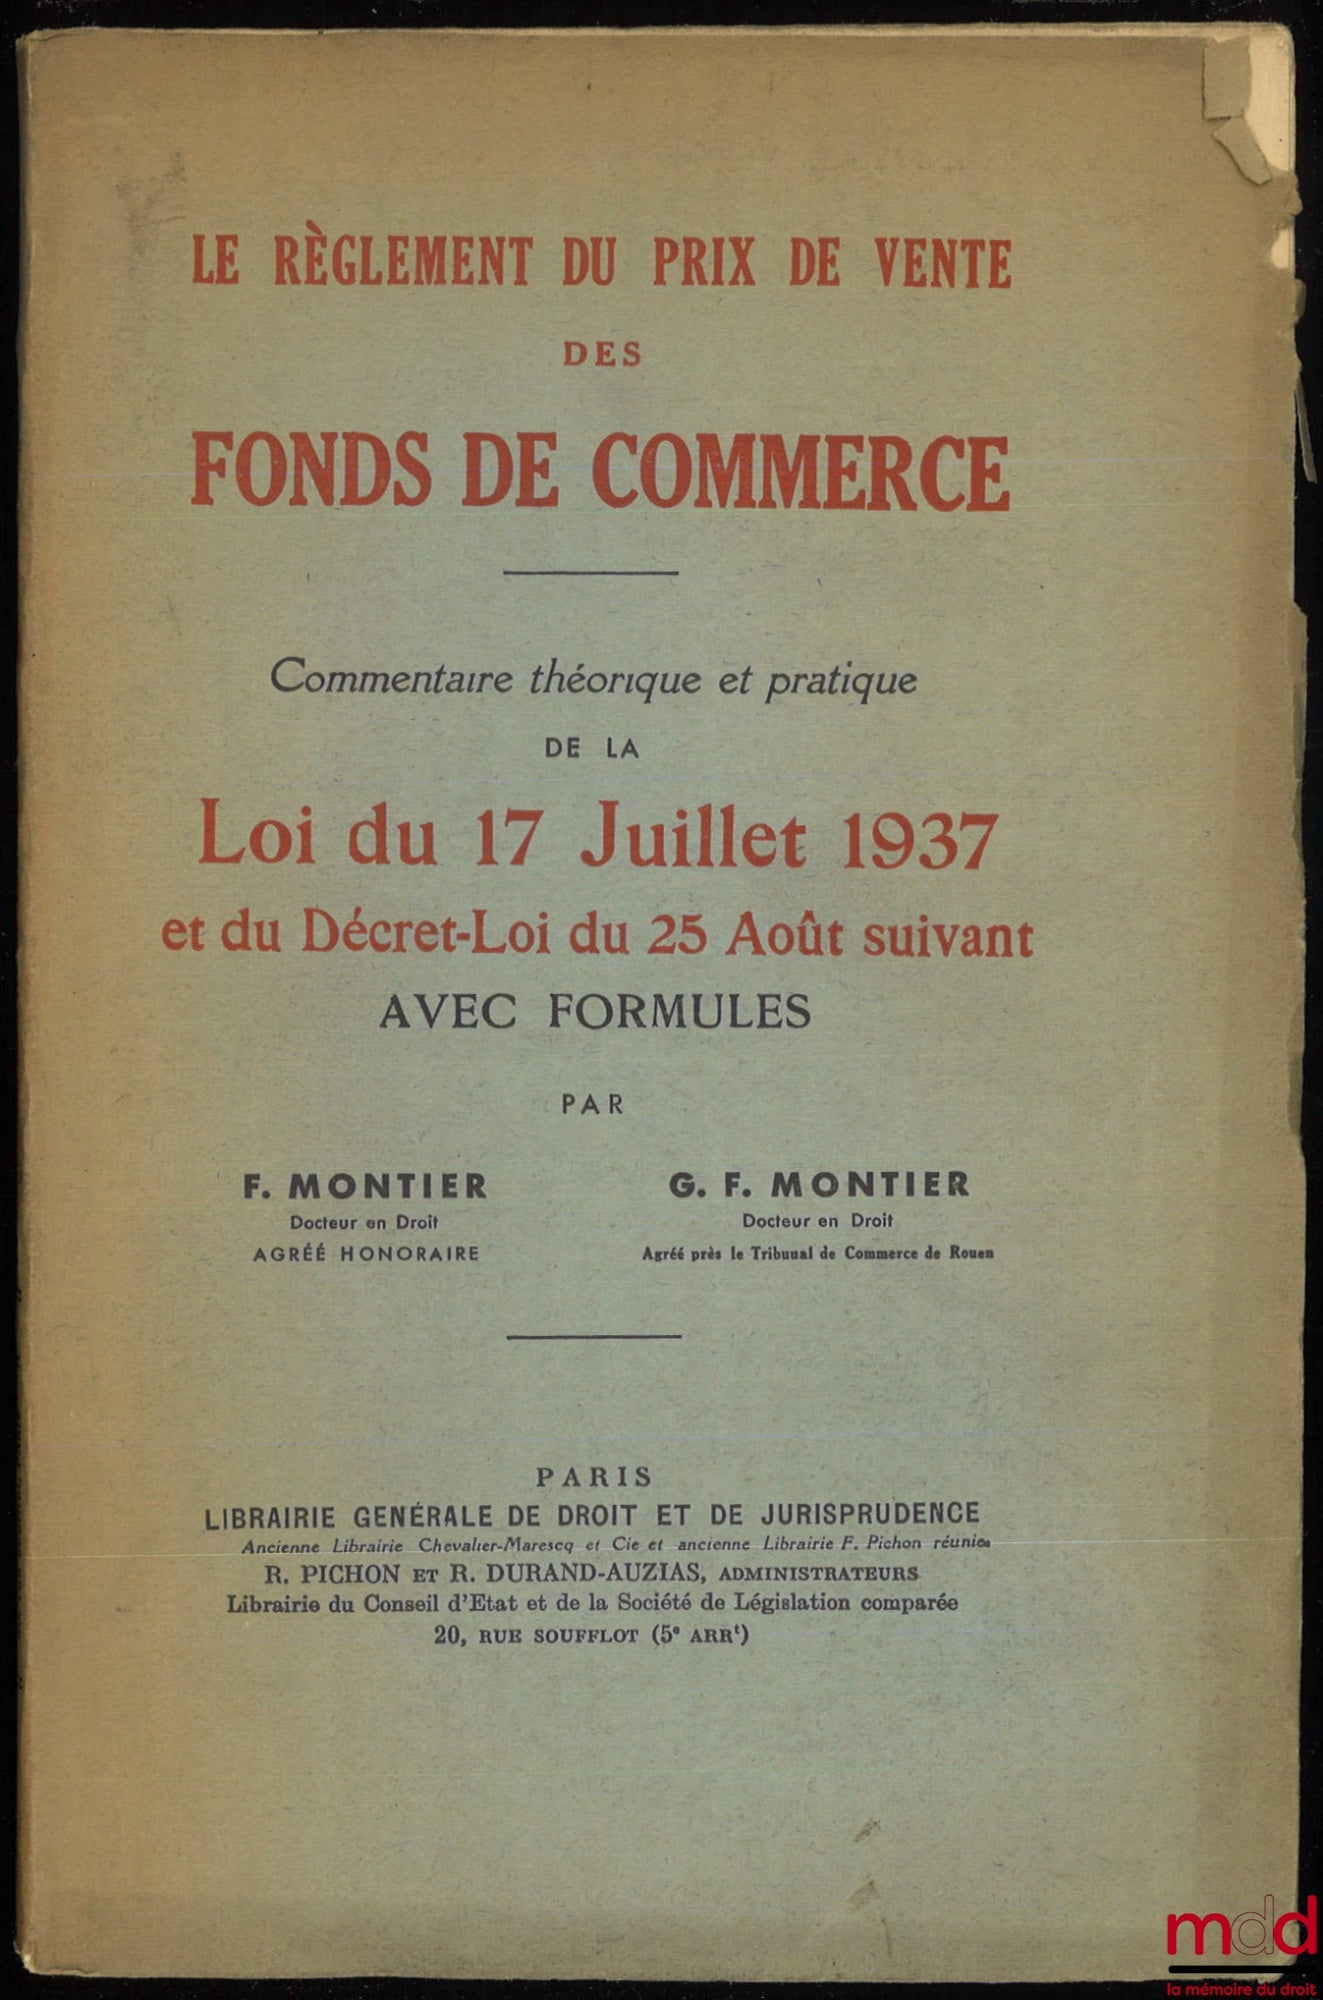 LE RÈGLEMENT DU PRIX DE VENTE
DES
FONDS DE COMMERCE
Commentaire théorique et pratique
DE LA
Loi du 17 Juillet 1937
et du Décret-Loi du 25 Août suivant
AVEC FORMULES
PAR
F. MONTIER
Docteur en Droit
AGRÉÉ HONORAIRE
G. F. MONTIER
Docteur en Droit
Agréé près le Tribunal de Commerce de Rouen
PARIS
LIBRAIRIE GENÉRALE DE DROIT ET DE JURISPRUDENCE
Ancienne Librairie Chevalier-Marescq et Cie et ancienne Librairie F. Pichon réunies
R. PICHON ET R. DURAND-AUZIAS, ADMINISTRATEURS
Librairie du Conseil d'Etat et de la Société de Législation comparée
20, RUE SOUFFLOT (5e ARRt)
mdd
la mémoire du droit